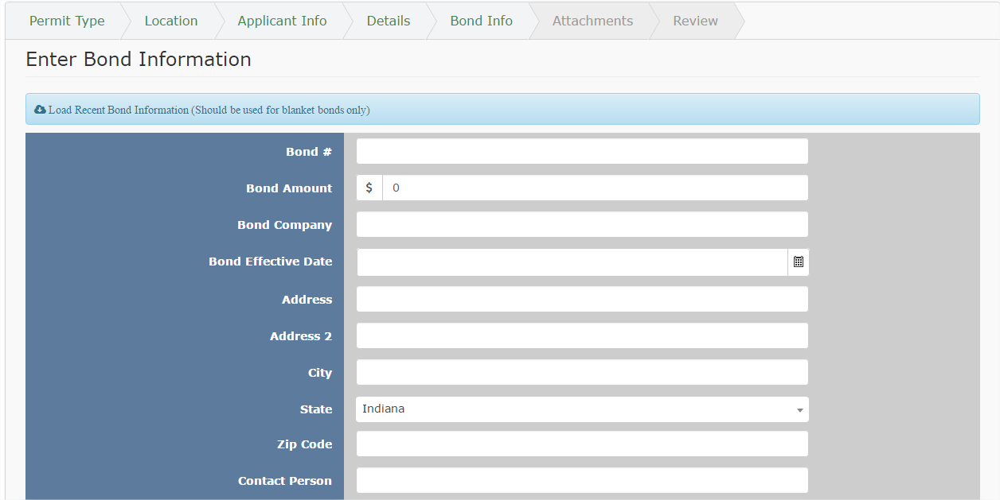 Permit Type Location Applicant Info Details Bond Info Attachments Review
Enter Bond Information
Load Recent Bond Information (Should be used for blanket bonds only)
Bond #
Bond Amount $ 0
Bond Company
Bond Effective Date
Address
Address 2
City
State Indiana
Zip Code
Contact Person